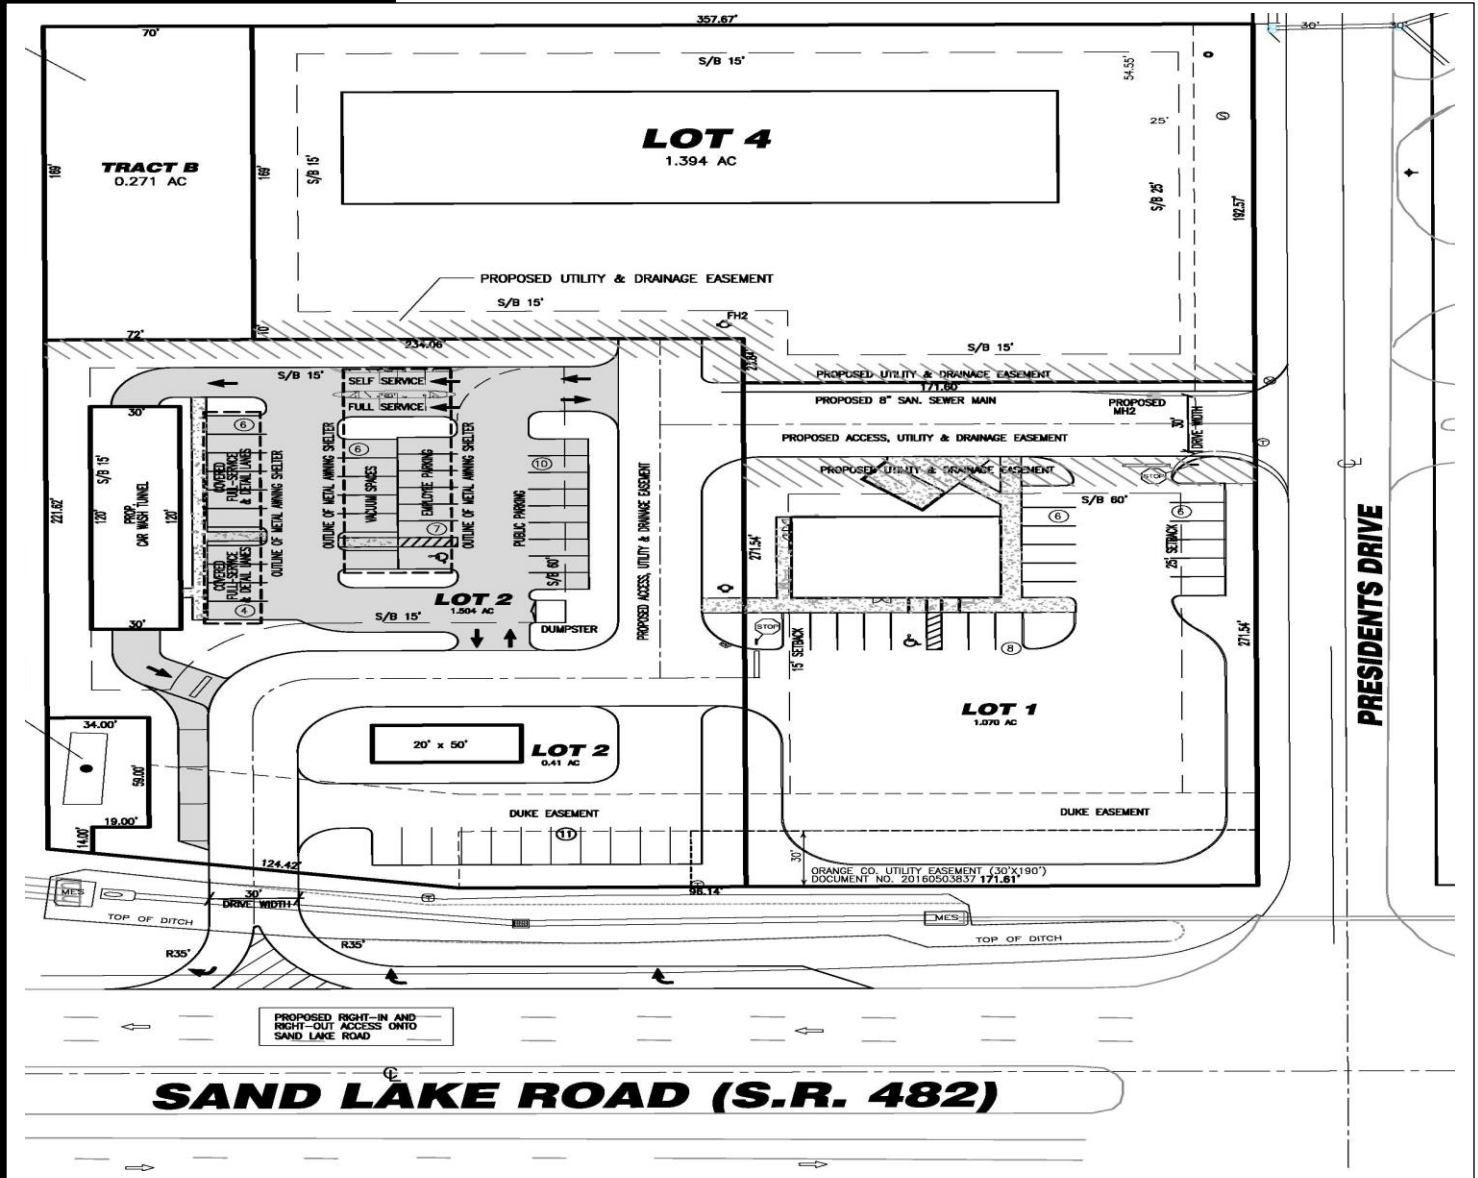 357.67'
70'
30'
30'
S/B 15'
54.55'
LOT 4
1.394 AC
25'
TRACT B
0.271 AC
169'
169'
S/B 15'
S/B 25'
192.57'
PROPOSED UTILITY & DRAINAGE EASEMENT
S/B 15'
FH2
72'
10'
234.06'
S/B 15'
23.84'
S/B 15'
SELF SERVICE
FULL SERVICE
PROPOSED UTILITY & DRAINAGE EASEMENT
171.60'
PROPOSED 8" SAN. SEWER MAIN
PROPOSED
MH2
30'
DRIVE WIDTH
PROPOSED ACCESS, UTILITY & DRAINAGE EASEMENT
PROPOSED UTILITY & DRAINAGE EASEMENT
STOP
S/B 60'
30'
S/B 15'
221.62'
120'
PROP.
CAR WASH TUNNEL
120'
30'
6
COVERED
FULL-SERVICE
& DETAIL LANES
COVERED
FULL-SERVICE
& DETAIL LANES
4
OUTLINE OF METAL AWNING SHELTER
OUTLINE OF METAL AWNING SHELTER
6
VACUUM SPACES
EMPLOYEE PARKING
7
OUTLINE OF METAL AWNING SHELTER
10
PUBLIC PARKING
S/B 60'
PROPOSED ACCESS, UTILITY & DRAINAGE EASEMENT
271.54'
6
6
25' SETBACK
LOT 2
1.504 AC
S/B 15'
DUMPSTER
STOP
15' SETBACK
8
271.54'
PRESIDENTS DRIVE
LOT 1
1.070 AC
34.00'
59.00'
19.00'
14.00'
20' x 50'
LOT 2
0.41 AC
DUKE EASEMENT
DUKE EASEMENT
11
30'
124.42'
ORANGE CO. UTILITY EASEMENT (30'X190')
DOCUMENT NO. 20160503837 171.61'
96.14'
MES
30'
DRIVE WIDTH
TOP OF DITCH
MES
TOP OF DITCH
R35'
R35'
PROPOSED RIGHT-IN AND
RIGHT-OUT ACCESS ONTO
SAND LAKE ROAD
SAND LAKE ROAD (S.R. 482)